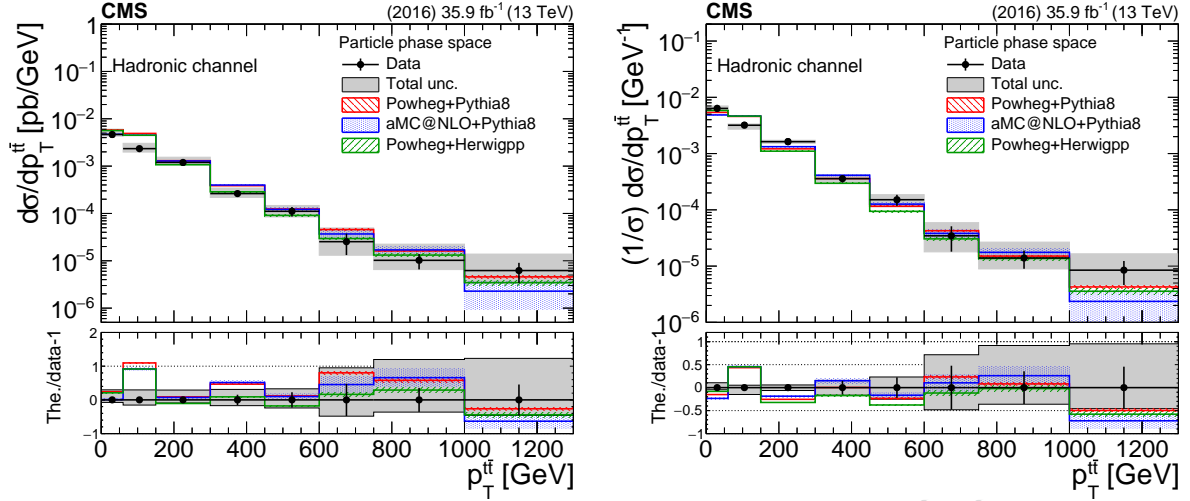 CMS (2016) 35.9 fb⁻¹ (13 TeV)
dσ/dp_T^{tt̄} [pb/GeV]
1
10⁻¹
10⁻²
10⁻³
10⁻⁴
10⁻⁵
10⁻⁶
Hadronic channel
Particle phase space
Data
Total unc.
Powheg+Pythia8
aMC@NLO+Pythia8
Powheg+Herwigpp
The./data-1
2
1
0
−1
0 200 400 600 800 1000 1200
p_T^{tt̄} [GeV]
CMS (2016) 35.9 fb⁻¹ (13 TeV)
(1/σ) dσ/dp_T^{tt̄} [GeV⁻¹]
10⁻¹
10⁻²
10⁻³
10⁻⁴
10⁻⁵
10⁻⁶
Hadronic channel
Particle phase space
Data
Total unc.
Powheg+Pythia8
aMC@NLO+Pythia8
Powheg+Herwigpp
The./data-1
1
0.5
0
−0.5
−1
0 200 400 600 800 1000 1200
p_T^{tt̄} [GeV]